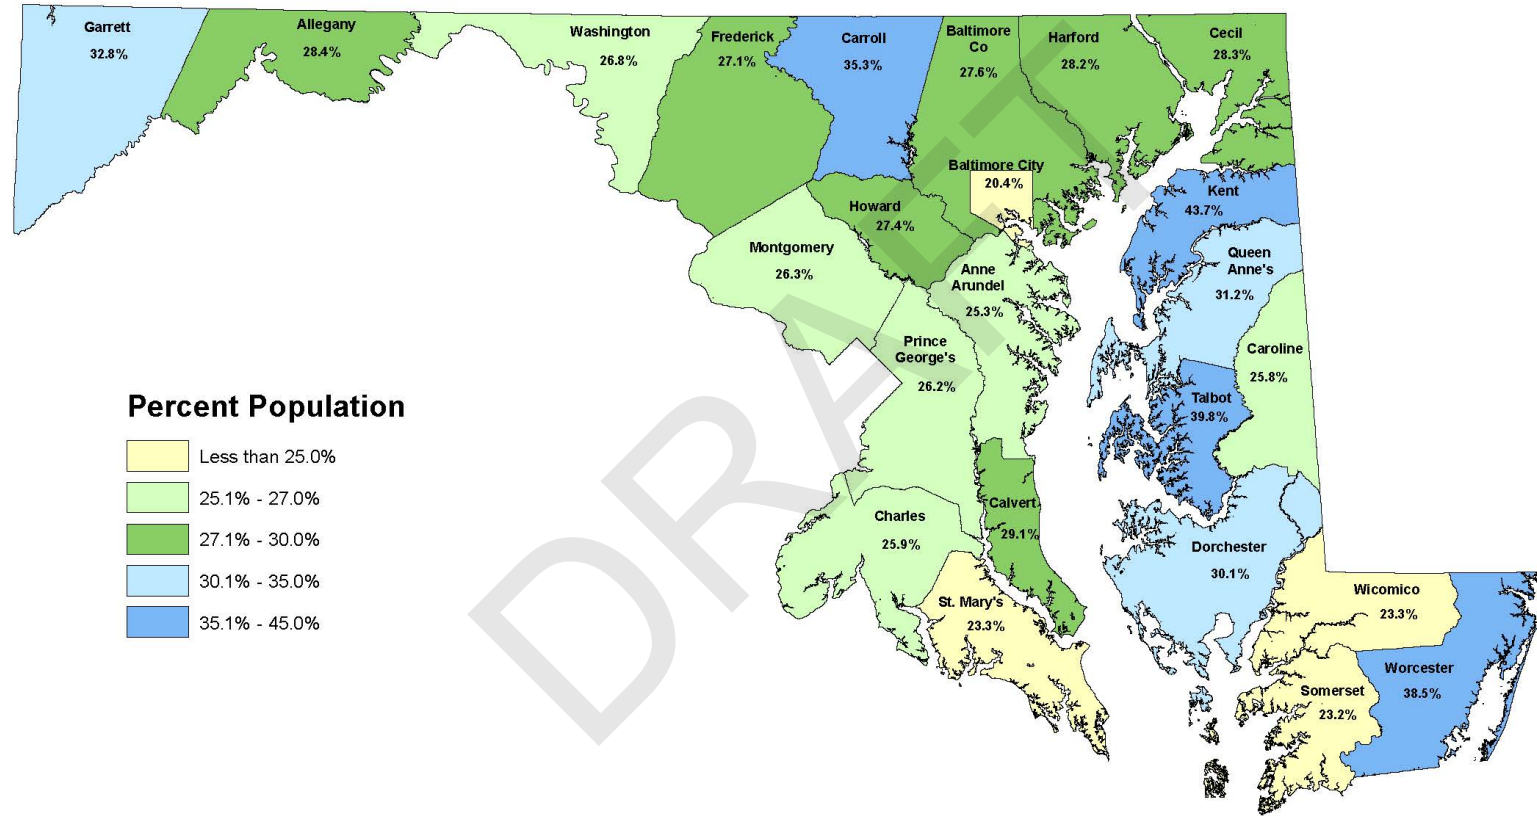 Garrett
32.8%
Allegany
28.4%
Washington
26.8%
Frederick
27.1%
Carroll
35.3%
Baltimore
Co
27.6%
Harford
28.2%
Cecil
28.3%
Baltimore City
20.4%
Kent
43.7%
Howard
27.4%
Montgomery
26.3%
Anne
Arundel
25.3%
Queen
Anne's
31.2%
Prince
George's
26.2%
Caroline
25.8%
Talbot
39.8%
Percent Population
Less than 25.0%
25.1% - 27.0%
27.1% - 30.0%
30.1% - 35.0%
35.1% - 45.0%
Calvert
29.1%
Charles
25.9%
Dorchester
30.1%
St. Mary's
23.3%
Wicomico
23.3%
Worcester
38.5%
Somerset
23.2%
DRAFT